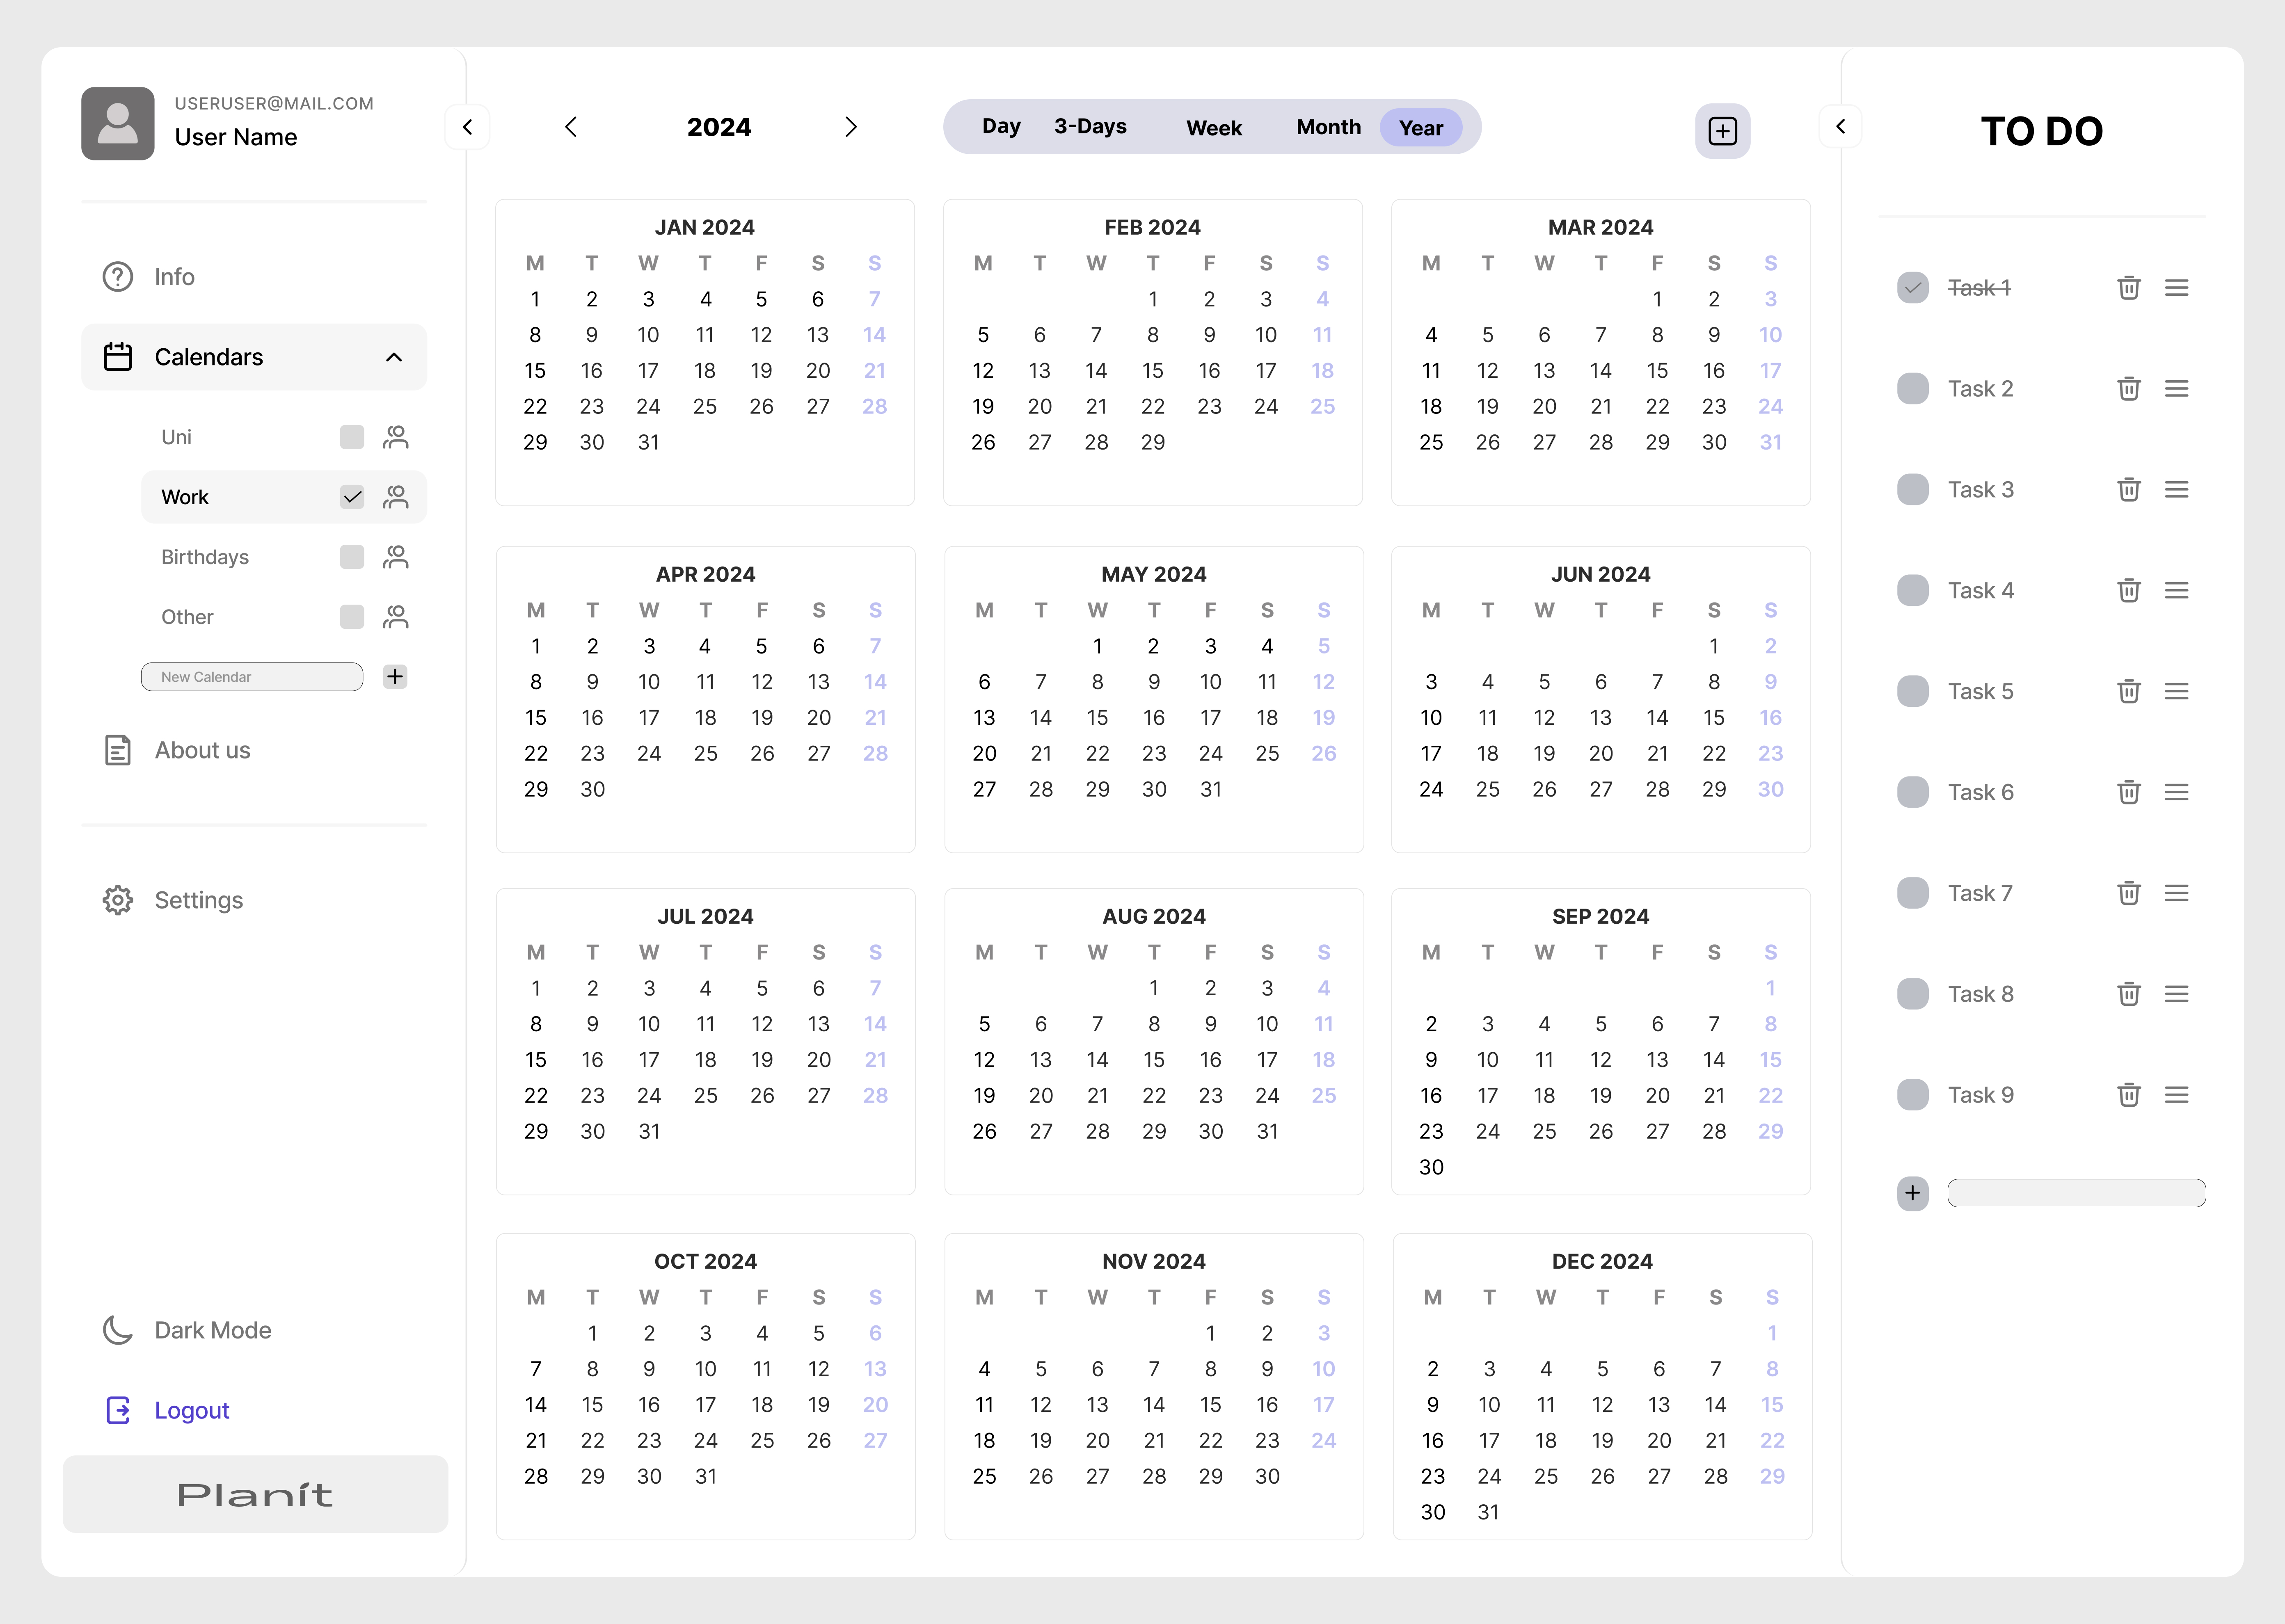 USERUSER@MAIL.COM
User Name
Info
Calendars
Uni
Work
Birthdays
Other
New Calendar
About us
Settings
Dark Mode
Logout
Planit
2024
Day 3-Days Week Month Year
JAN 2024
M T W T F S S
1 2 3 4 5 6 7
8 9 10 11 12 13 14
15 16 17 18 19 20 21
22 23 24 25 26 27 28
29 30 31
FEB 2024
M T W T F S S
1 2 3 4
5 6 7 8 9 10 11
12 13 14 15 16 17 18
19 20 21 22 23 24 25
26 27 28 29
MAR 2024
M T W T F S S
1 2 3
4 5 6 7 8 9 10
11 12 13 14 15 16 17
18 19 20 21 22 23 24
25 26 27 28 29 30 31
APR 2024
M T W T F S S
1 2 3 4 5 6 7
8 9 10 11 12 13 14
15 16 17 18 19 20 21
22 23 24 25 26 27 28
29 30
MAY 2024
M T W T F S S
1 2 3 4 5
6 7 8 9 10 11 12
13 14 15 16 17 18 19
20 21 22 23 24 25 26
27 28 29 30 31
JUN 2024
M T W T F S S
1 2
3 4 5 6 7 8 9
10 11 12 13 14 15 16
17 18 19 20 21 22 23
24 25 26 27 28 29 30
JUL 2024
M T W T F S S
1 2 3 4 5 6 7
8 9 10 11 12 13 14
15 16 17 18 19 20 21
22 23 24 25 26 27 28
29 30 31
AUG 2024
M T W T F S S
1 2 3 4
5 6 7 8 9 10 11
12 13 14 15 16 17 18
19 20 21 22 23 24 25
26 27 28 29 30 31
SEP 2024
M T W T F S S
1
2 3 4 5 6 7 8
9 10 11 12 13 14 15
16 17 18 19 20 21 22
23 24 25 26 27 28 29
30
OCT 2024
M T W T F S S
1 2 3 4 5 6
7 8 9 10 11 12 13
14 15 16 17 18 19 20
21 22 23 24 25 26 27
28 29 30 31
NOV 2024
M T W T F S S
1 2 3
4 5 6 7 8 9 10
11 12 13 14 15 16 17
18 19 20 21 22 23 24
25 26 27 28 29 30
DEC 2024
M T W T F S S
1
2 3 4 5 6 7 8
9 10 11 12 13 14 15
16 17 18 19 20 21 22
23 24 25 26 27 28 29
30 31
TO DO
Task 1
Task 2
Task 3
Task 4
Task 5
Task 6
Task 7
Task 8
Task 9